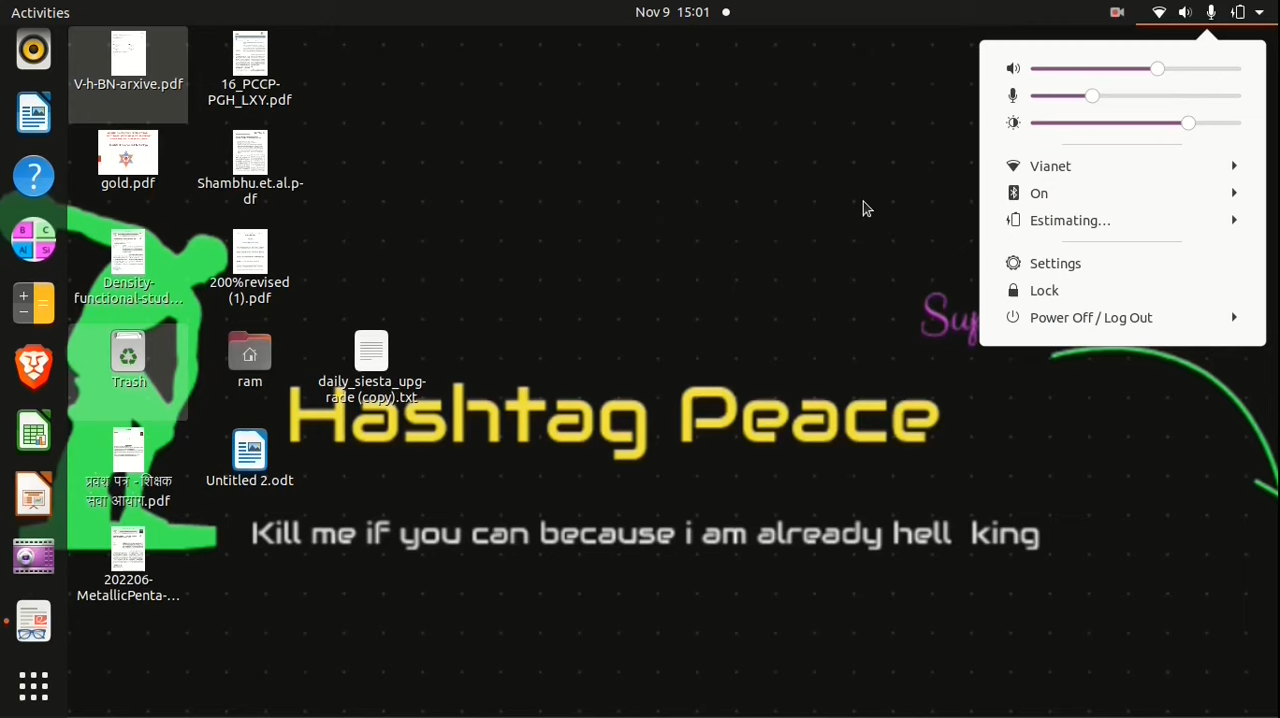 Activities
Nov 9 15:01
V-h-BN-arxive.pdf
16_PCCP-
PGH_LXY.pdf
gold.pdf
Shambhu.et.al.p-
df
Density-
functional-stud...
200%revised
(1).pdf
Trash
ram
daily_siesta_upg-
rade (copy).txt
प्रवेश पत्र - शिक्षक
सेवा आयोग.pdf
Untitled 2.odt
202206-
MetallicPenta-...
Vianet
On
Estimating...
Settings
Lock
Power Off / Log Out
Hashtag Peace
Kill me if you can because i am already hell king
B
C
Al
Si